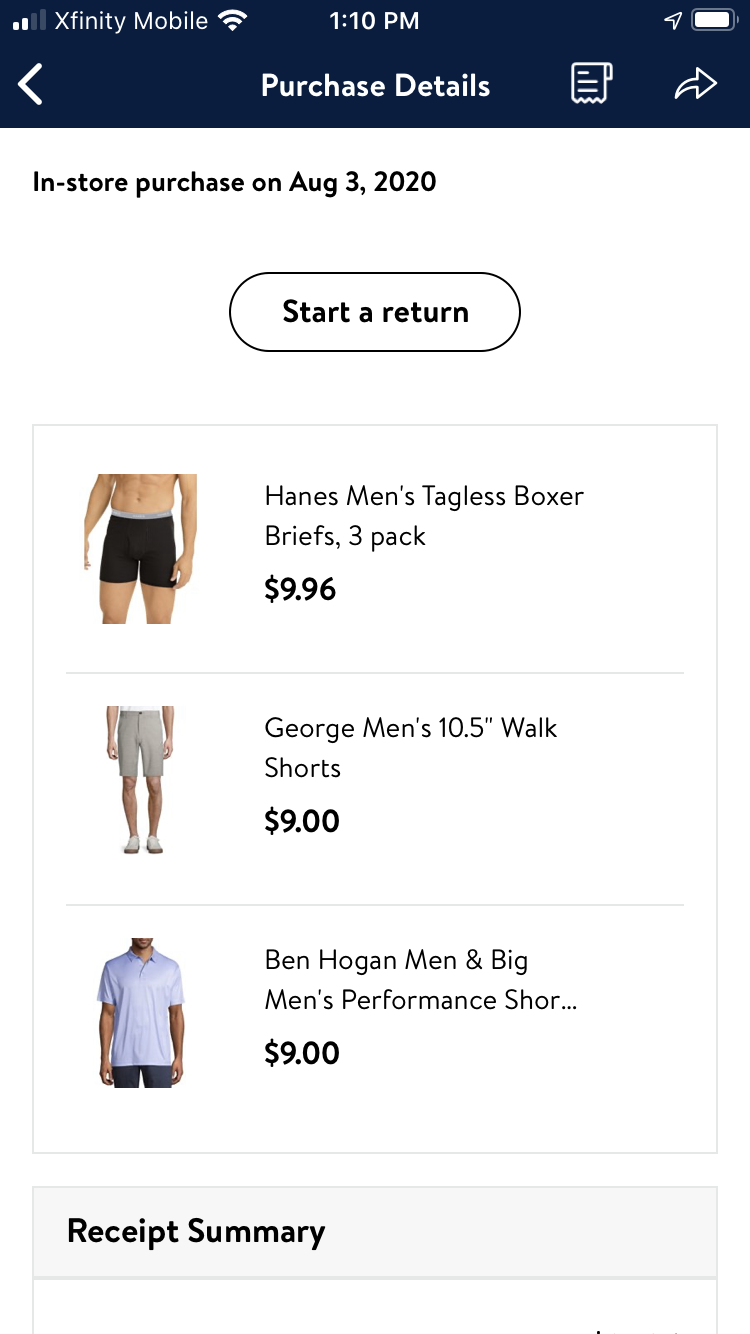 Xfinity Mobile 1:10 PM
Purchase Details
In-store purchase on Aug 3, 2020
Start a return
Hanes Men's Tagless Boxer
Briefs, 3 pack
$9.96
George Men's 10.5" Walk
Shorts
$9.00
Ben Hogan Men & Big
Men's Performance Shor...
$9.00
Receipt Summary